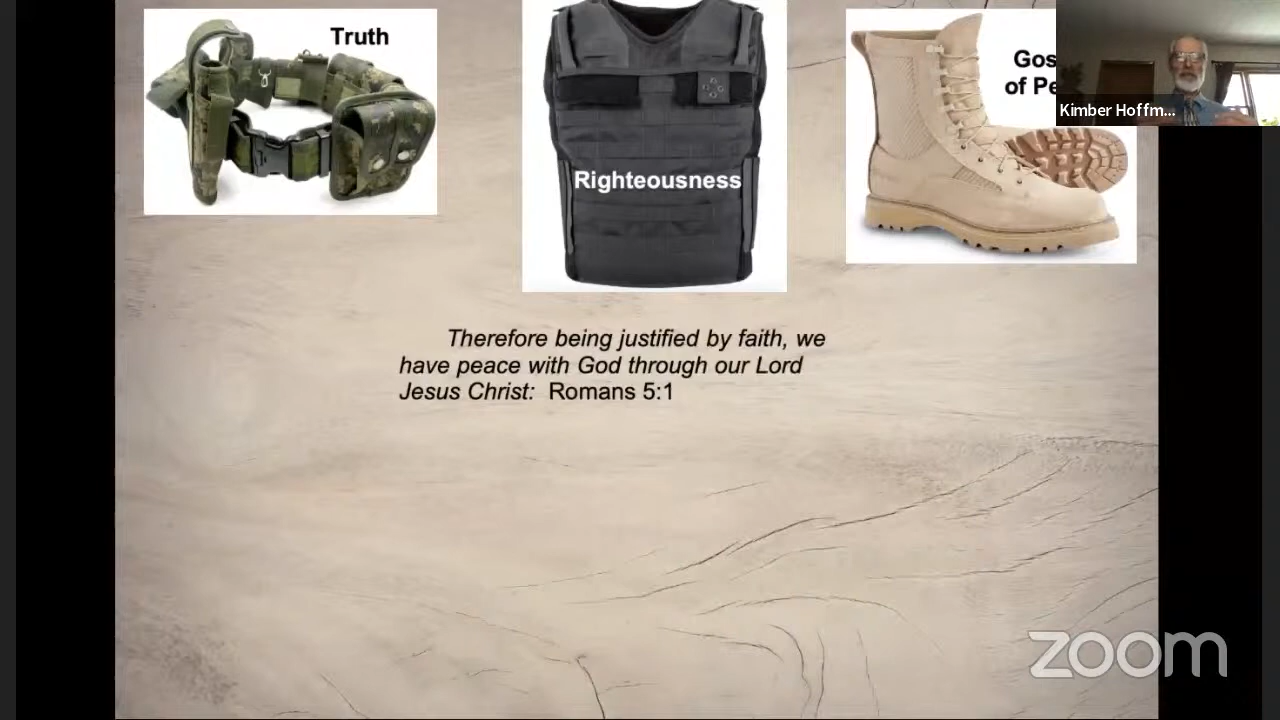 Truth
Righteousness
Gos
of Pe
Kimber Hoffm...
Therefore being justified by faith, we
have peace with God through our Lord
Jesus Christ: Romans 5:1
zoom